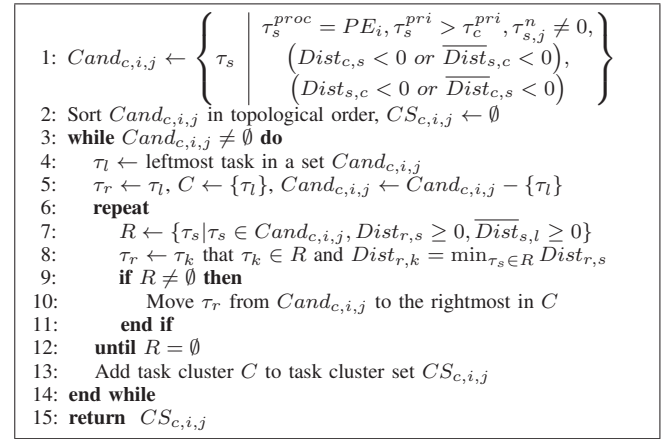 1: Cand_{c,i,j} ← { τ_s | τ_s^{proc} = PE_i, τ_s^{pri} > τ_c^{pri}, τ_{s,j}^n ≠ 0,
(Dist_{c,s} < 0 or \overline{Dist}_{s,c} < 0),
(Dist_{s,c} < 0 or \overline{Dist}_{c,s} < 0) }
2: Sort Cand_{c,i,j} in topological order, CS_{c,i,j} ← ∅
3: while Cand_{c,i,j} ≠ ∅ do
4: τ_l ← leftmost task in a set Cand_{c,i,j}
5: τ_r ← τ_l, C ← {τ_l}, Cand_{c,i,j} ← Cand_{c,i,j} − {τ_l}
6: repeat
7: R ← {τ_s|τ_s ∈ Cand_{c,i,j}, Dist_{r,s} ≥ 0, \overline{Dist}_{s,l} ≥ 0}
8: τ_r ← τ_k that τ_k ∈ R and Dist_{r,k} = min_{τ_s∈R} Dist_{r,s}
9: if R ≠ ∅ then
10: Move τ_r from Cand_{c,i,j} to the rightmost in C
11: end if
12: until R = ∅
13: Add task cluster C to task cluster set CS_{c,i,j}
14: end while
15: return CS_{c,i,j}